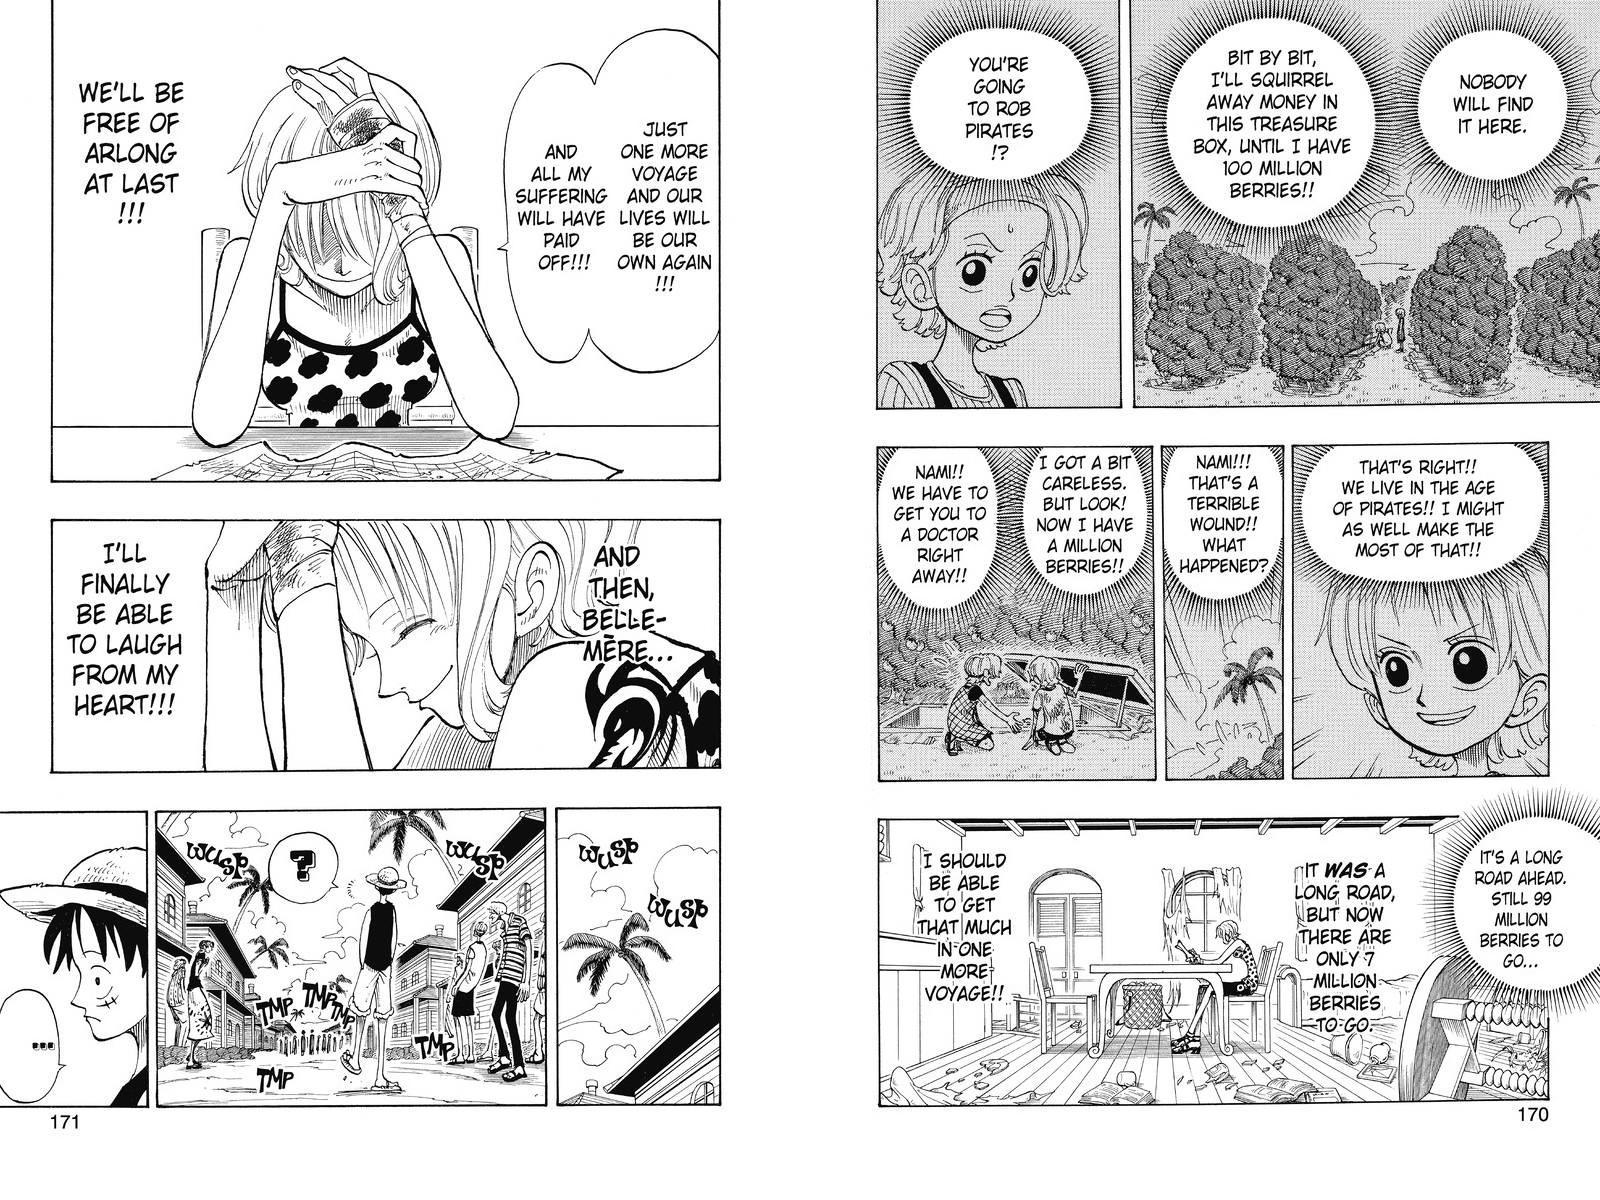 NOBODY
WILL FIND
IT HERE.
BIT BY BIT,
I'LL SQUIRREL
AWAY MONEY IN
THIS TREASURE
BOX, UNTIL I HAVE
100 MILLION
BERRIES!!
YOU'RE
GOING
TO ROB
PIRATES
!?
THAT'S RIGHT!!
WE LIVE IN THE AGE
OF PIRATES!! I MIGHT
AS WELL MAKE THE
MOST OF THAT!!
NAMI!!!
THAT'S A
TERRIBLE
WOUND!!
WHAT
HAPPENED?
I GOT A BIT
CARELESS.
BUT LOOK!
NOW I HAVE
A MILLION
BERRIES!!
NAMI!!
WE HAVE TO
GET YOU TO
A DOCTOR
RIGHT
AWAY!!
IT'S A LONG
ROAD AHEAD.
STILL 99
MILLION
BERRIES TO
GO...
IT WAS A
LONG ROAD,
BUT NOW
THERE ARE
ONLY 7
MILLION
BERRIES
TO GO.
I SHOULD
BE ABLE
TO GET
THAT MUCH
IN ONE
MORE
VOYAGE!!
170
JUST
ONE MORE
VOYAGE
AND OUR
LIVES WILL
BE OUR
OWN AGAIN
!!!
AND
ALL MY
SUFFERING
WILL HAVE
PAID
OFF!!!
WE'LL BE
FREE OF
ARLONG
AT LAST
!!!
AND
THEN,
BELLE-
MÈRE...
I'LL
FINALLY
BE ABLE
TO LAUGH
FROM MY
HEART!!!
WUSP
WUSP
WUSP
?
WUSP
TMP
TMP
TMP
TMP
TMP
...
171